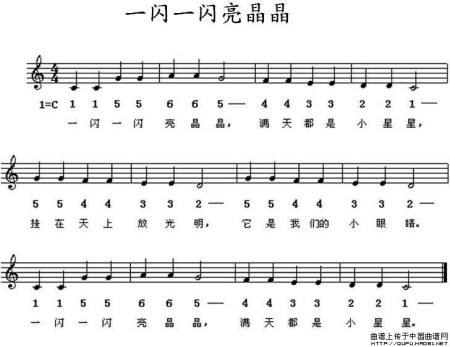 一闪一闪亮晶晶
4
4
1=C 1 1 5 5 6 6 5 — 4 4 3 3 2 2 1 —
一 闪 一 闪 亮 晶 晶， 满 天 都 是 小 星 星，
5 5 4 4 3 3 2 — 5 5 4 4 3 3 2 —
挂 在 天 上 放 光 明， 它 是 我 们 的 小 眼 睛。
1 1 5 5 6 6 5 — 4 4 3 3 2 2 1 —
一 闪 一 闪 亮 晶 晶， 满 天 都 是 小 星 星。
曲谱上传于中国曲谱网